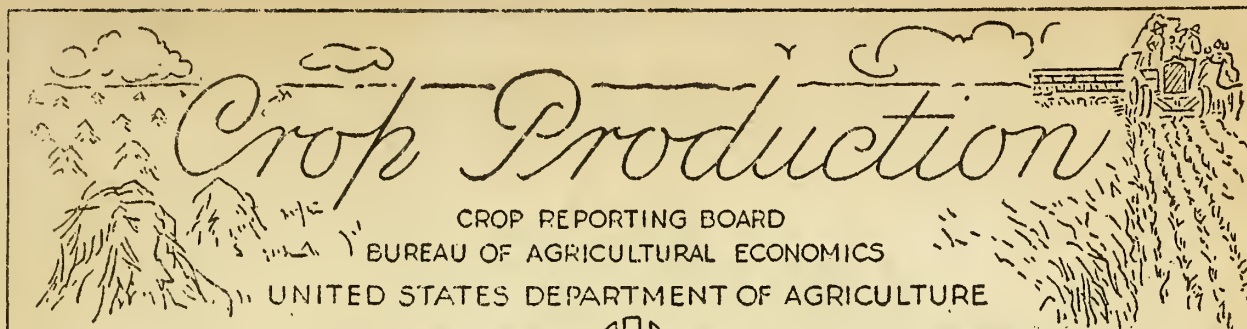 Crop Production
CROP REPORTING BOARD
BUREAU OF AGRICULTURAL ECONOMICS
UNITED STATES DEPARTMENT OF AGRICULTURE